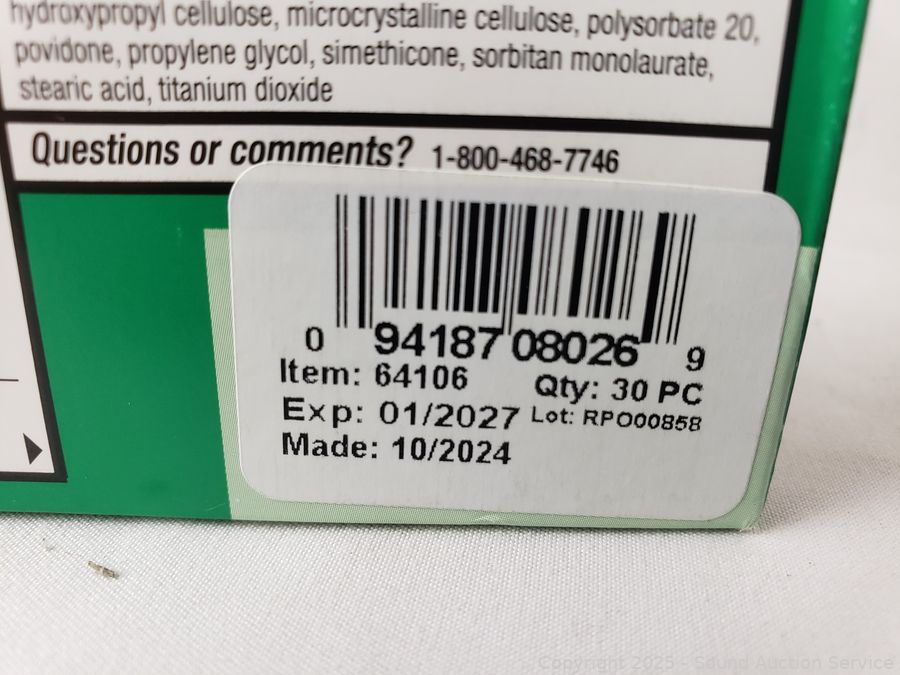 hydroxypropyl cellulose, microcrystalline cellulose, polysorbate 20,
povidone, propylene glycol, simethicone, sorbitan monolaurate,
stearic acid, titanium dioxide
Questions or comments? 1-800-468-7746
0 94187 08026 9
Item: 64106 Qty: 30 PC
Exp: 01/2027 Lot: RPO00858
Made: 10/2024
Copyright 2025 - Sound Auction Service